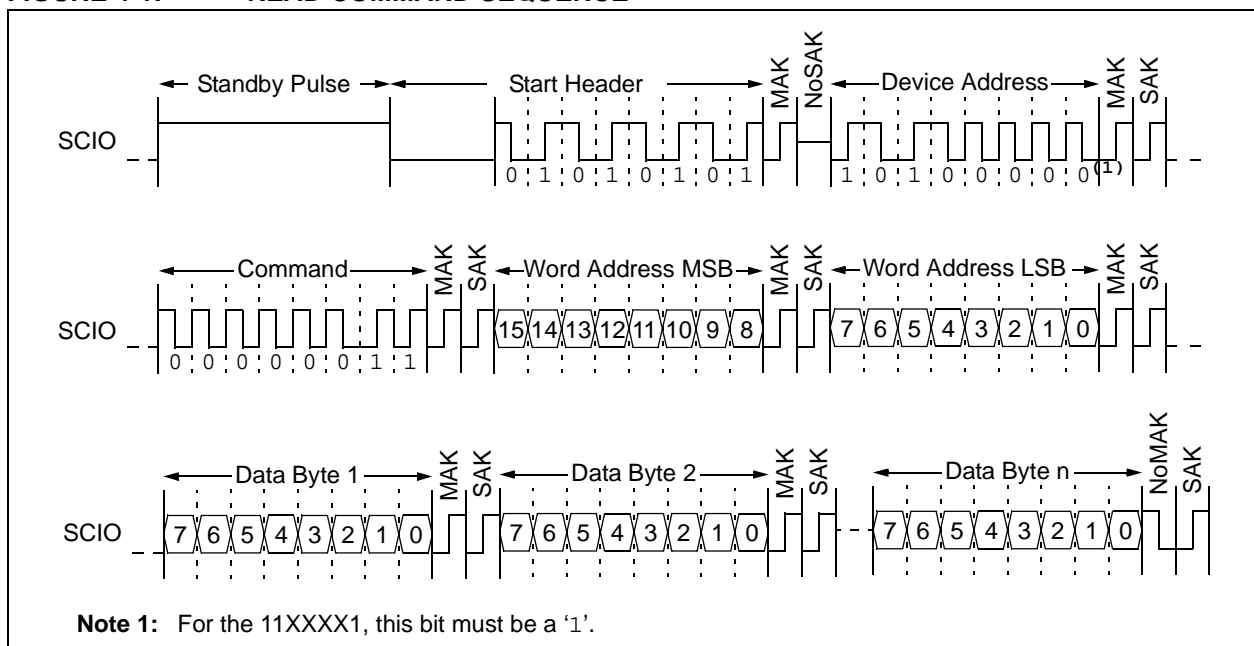 Standby Pulse Start Header MAK NoSAK Device Address MAK SAK
SCIO
0 1 0 1 0 1 0 1 1 0 1 0 0 0 0 0(1)
Command MAK SAK Word Address MSB MAK SAK Word Address LSB MAK SAK
SCIO 15 14 13 12 11 10 9 8 7 6 5 4 3 2 1 0
0 0 0 0 0 0 1 1
Data Byte 1 MAK SAK Data Byte 2 MAK SAK Data Byte n NoMAK SAK
SCIO 7 6 5 4 3 2 1 0 7 6 5 4 3 2 1 0 7 6 5 4 3 2 1 0
Note 1: For the 11XXXX1, this bit must be a ‘1’.